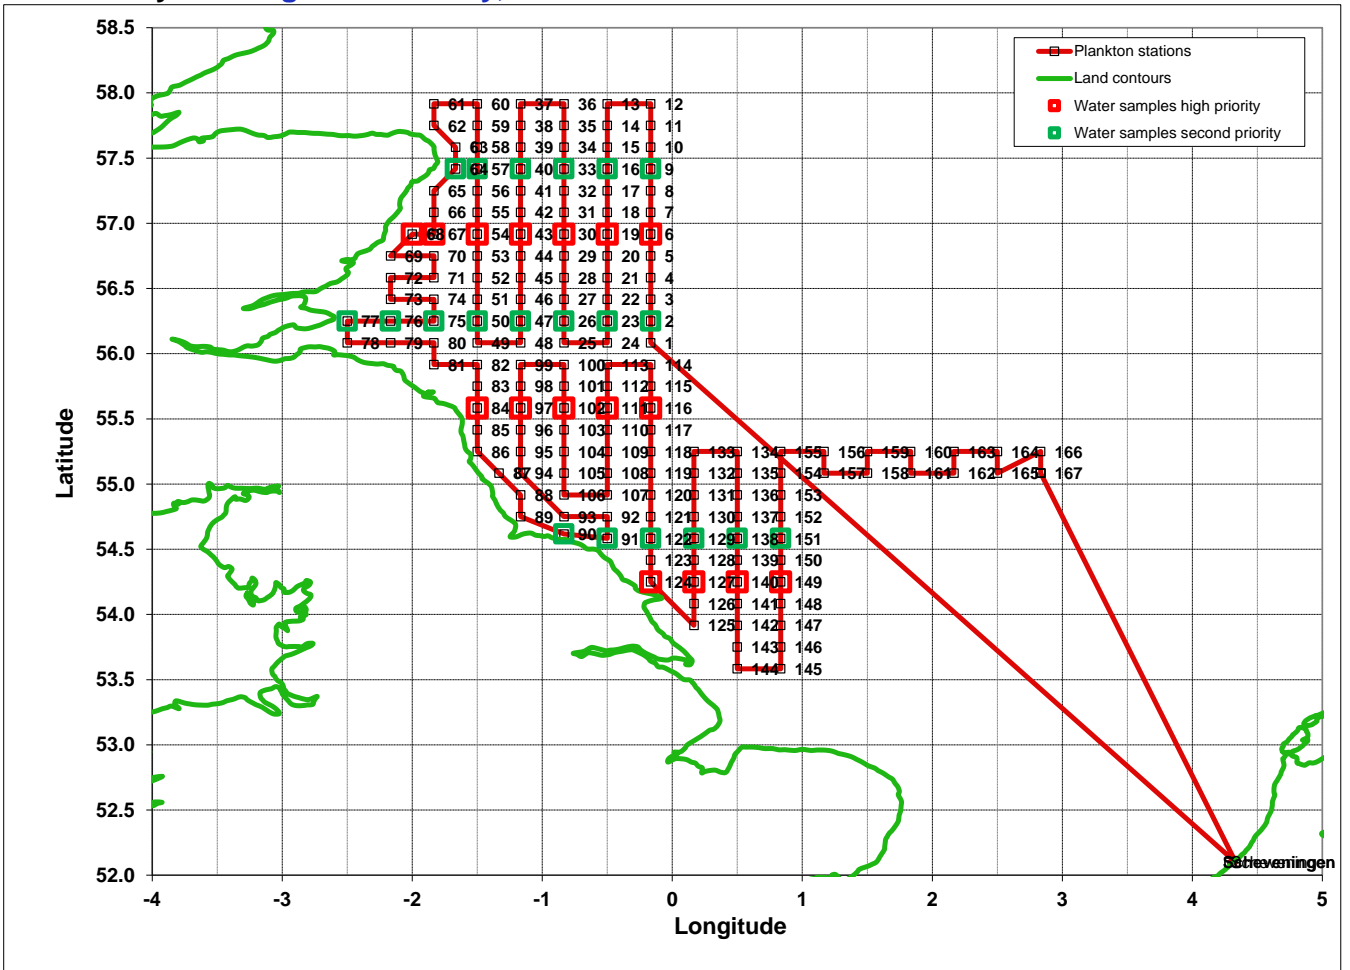 58.5
Plankton stations
Land contours
Water samples high priority
Water samples second priority
58.0
61 60 37 36 13 12
62 59 38 35 14 11
63 58 39 34 15 10
57.5
64 57 40 33 16 9
65 56 41 32 17 8
66 55 42 31 18 7
57.0
68 67 54 43 30 19 6
69 70 53 44 29 20 5
72 71 52 45 28 21 4
56.5
73 74 51 46 27 22 3
77 76 75 50 47 26 23 2
78 79 80 49 48 25 24 1
56.0
81 82 99 100 113 114
83 98 101 112 115
84 97 102 111 116
55.5
85 96 103 110 117
86 95 104 109 118 133 134 155 156 159 160 163 164 166
87 94 105 108 119 132 135 154 157 158 161 162 165 167
55.0
88 106 107 120 131 136 153
89 93 92 121 130 137 152
90 91 122 129 138 151
54.5
123 128 139 150
124 127 140 149
126 141 148
54.0
125 142 147
143 146
144 145
53.5
53.0
52.5
Scheveningen
52.0
-4 -3 -2 -1 0 1 2 3 4 5
Latitude
Longitude